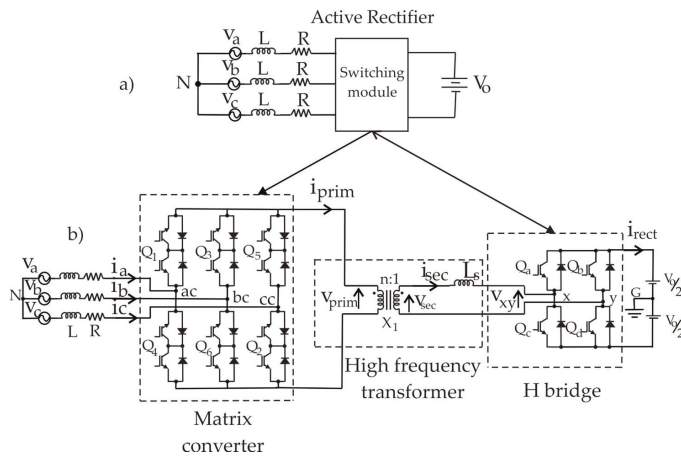 Active Rectifier
a)
N
Va
L
R
Vb
L
R
Vc
L
R
Switching
module
Vo
b)
iprim
Q1
Q3
Q5
Va
ia
ac
N
Vb
ib
bc
Vc
ic
cc
L
R
Q4
Q6
Q2
Matrix
converter
n:1
isec
Ls
Vprim
Vsec
X1
High frequency
transformer
irect
Qa
Qb
Vxy
x
y
Qc
Qd
G
Vo/2
Vo/2
H bridge